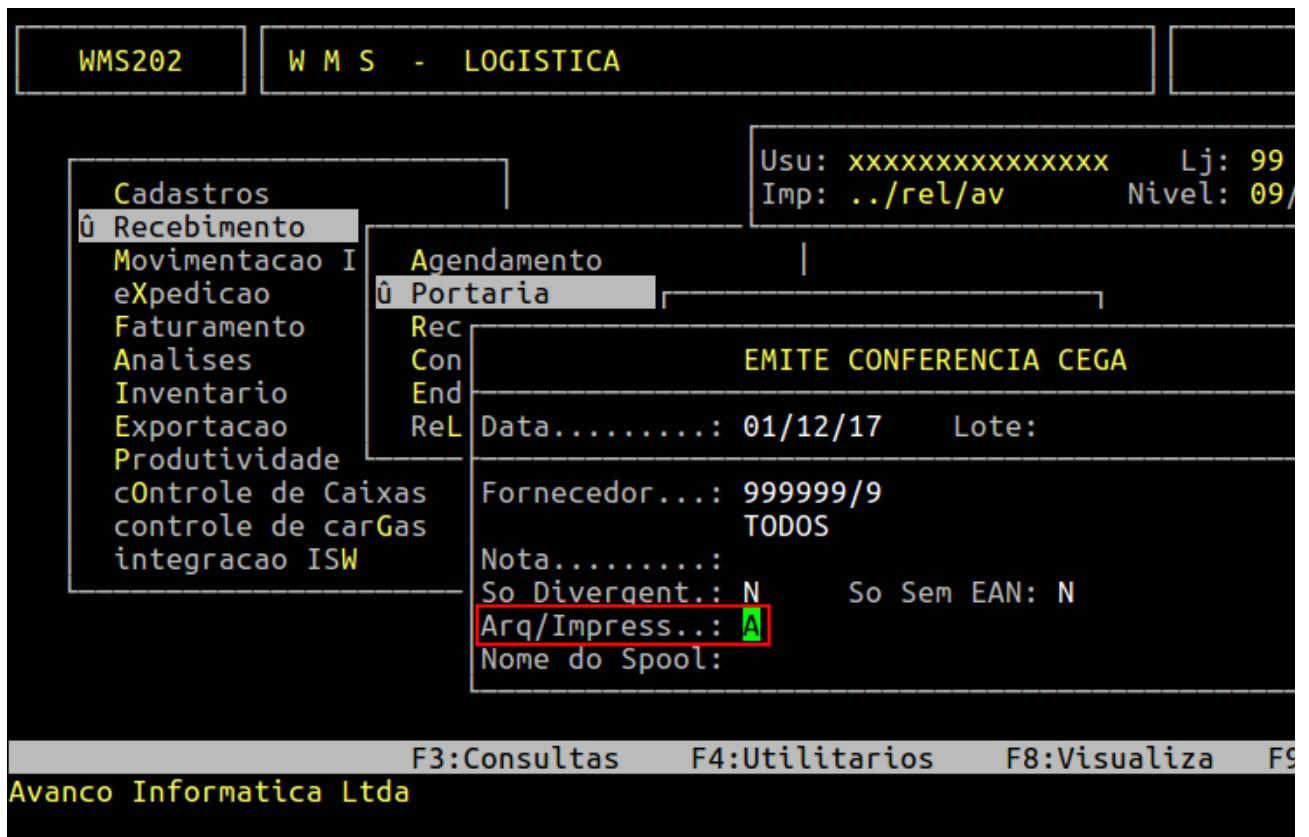 WMS202 W M S - LOGISTICA
Usu: xxxxxxxxxxxxxxx Lj: 99
Cadastros Imp: ../rel/av Nivel: 09/
û Recebimento
Movimentacao I Agendamento
eXpedicao û Portaria
Faturamento Rec
Analises Con EMITE CONFERENCIA CEGA
Inventario End
Exportacao ReL Data.........: 01/12/17 Lote:
Produtividade
cOntrole de Caixas Fornecedor...: 999999/9
controle de carGas TODOS
integracao ISW Nota.........:
So Divergent.: N So Sem EAN: N
Arq/Impress..: A
Nome do Spool:
F3:Consultas F4:Utilitarios F8:Visualiza F9
Avanco Informatica Ltda